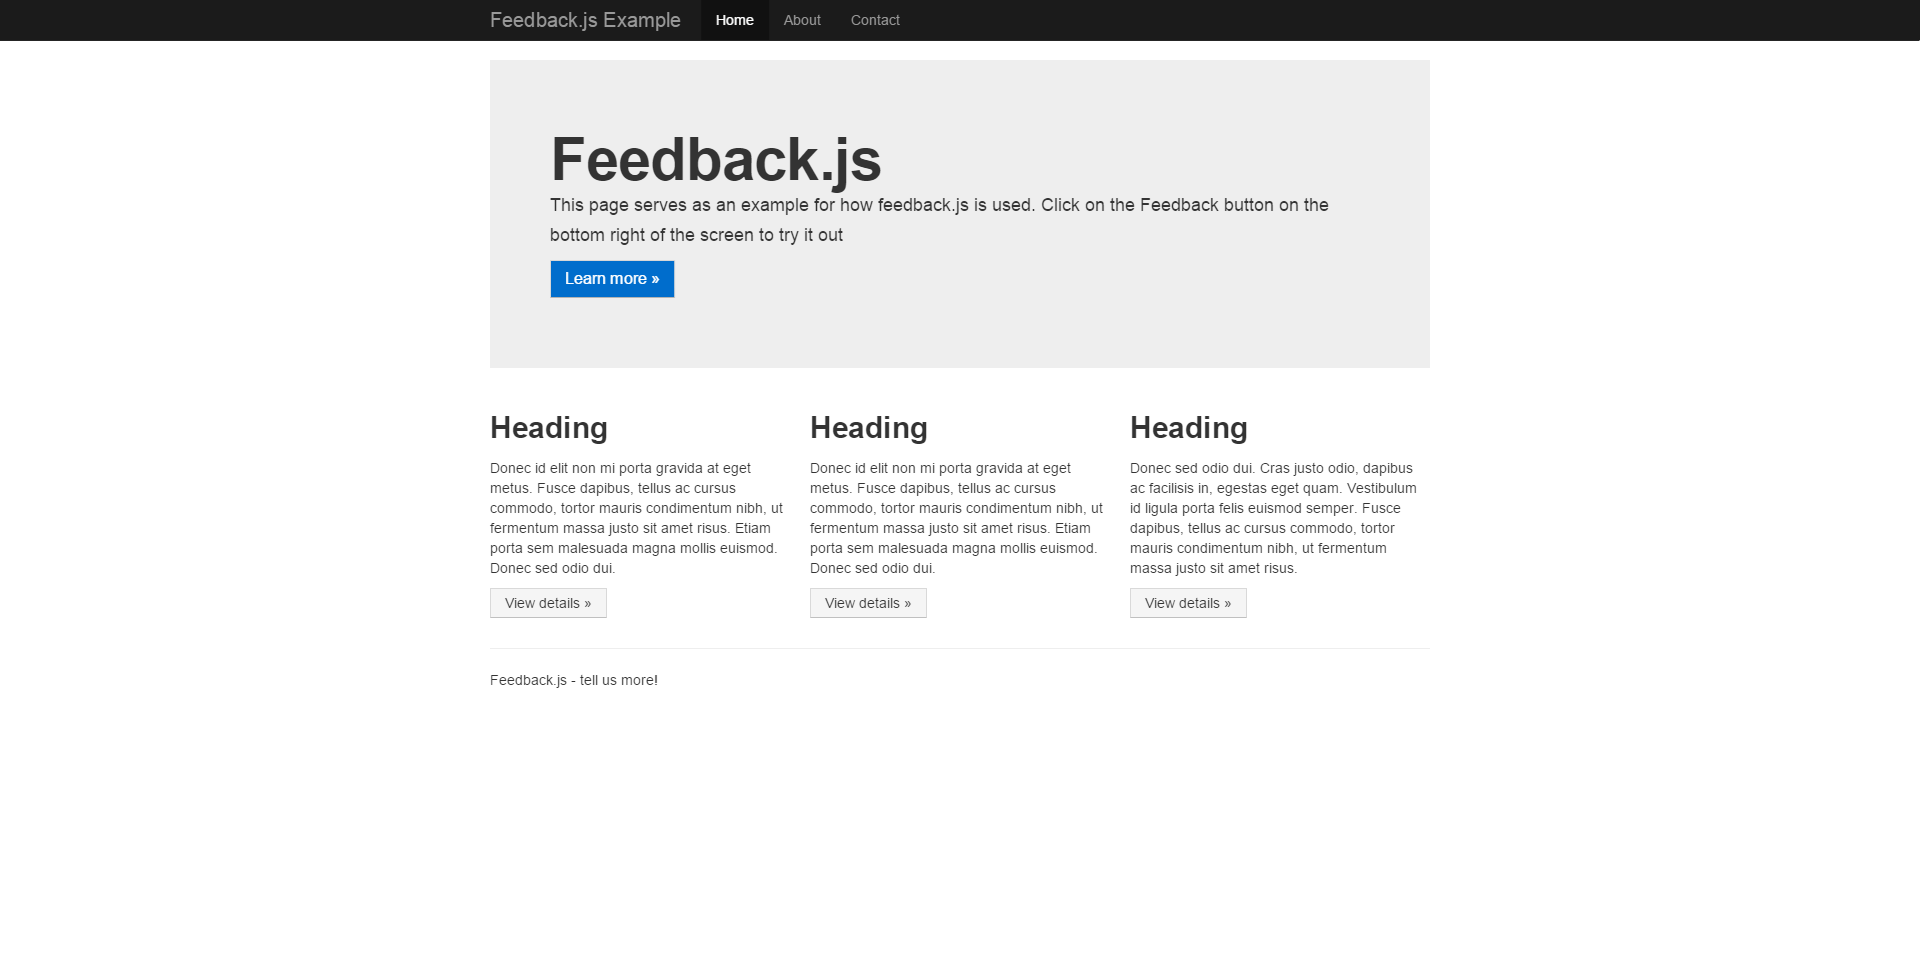 Feedback.js Example Home About Contact
Feedback.js
This page serves as an example for how feedback.js is used. Click on the Feedback button on the
bottom right of the screen to try it out
Learn more »
Heading
Donec id elit non mi porta gravida at eget
metus. Fusce dapibus, tellus ac cursus
commodo, tortor mauris condimentum nibh, ut
fermentum massa justo sit amet risus. Etiam
porta sem malesuada magna mollis euismod.
Donec sed odio dui.
View details »
Heading
Donec id elit non mi porta gravida at eget
metus. Fusce dapibus, tellus ac cursus
commodo, tortor mauris condimentum nibh, ut
fermentum massa justo sit amet risus. Etiam
porta sem malesuada magna mollis euismod.
Donec sed odio dui.
View details »
Heading
Donec sed odio dui. Cras justo odio, dapibus
ac facilisis in, egestas eget quam. Vestibulum
id ligula porta felis euismod semper. Fusce
dapibus, tellus ac cursus commodo, tortor
mauris condimentum nibh, ut fermentum
massa justo sit amet risus.
View details »
Feedback.js - tell us more!